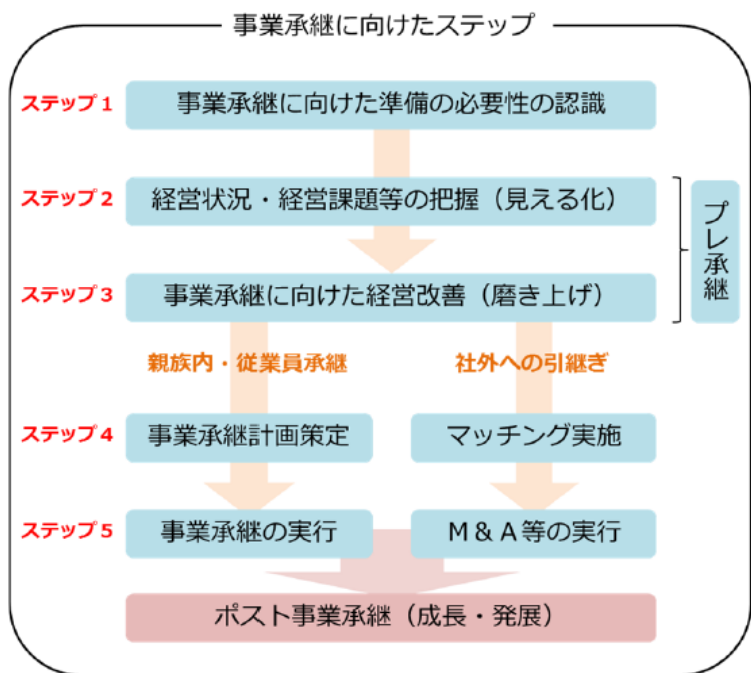 事業承継に向けたステップ
ステップ1
事業承継に向けた準備の必要性の認識
ステップ2
経営状況・経営課題等の把握（見える化）
プレ承継
ステップ3
事業承継に向けた経営改善（磨き上げ）
親族内・従業員承継
社外への引継ぎ
ステップ4
事業承継計画策定
マッチング実施
ステップ5
事業承継の実行
M＆A等の実行
ポスト事業承継（成長・発展）